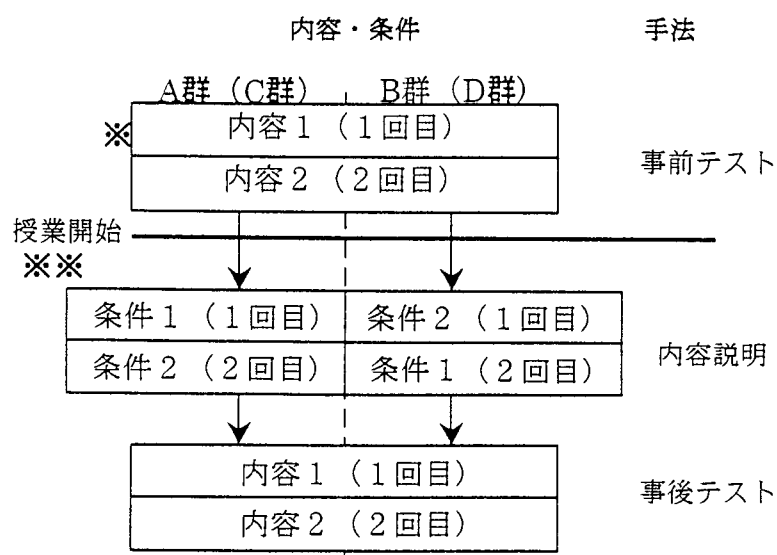 内容・条件 手法
A群（C群） B群（D群）
※ 内容1（1回目）
内容2（2回目）
事前テスト
授業開始
※※
条件1（1回目） 条件2（1回目）
条件2（2回目） 条件1（2回目）
内容説明
内容1（1回目）
内容2（2回目）
事後テスト